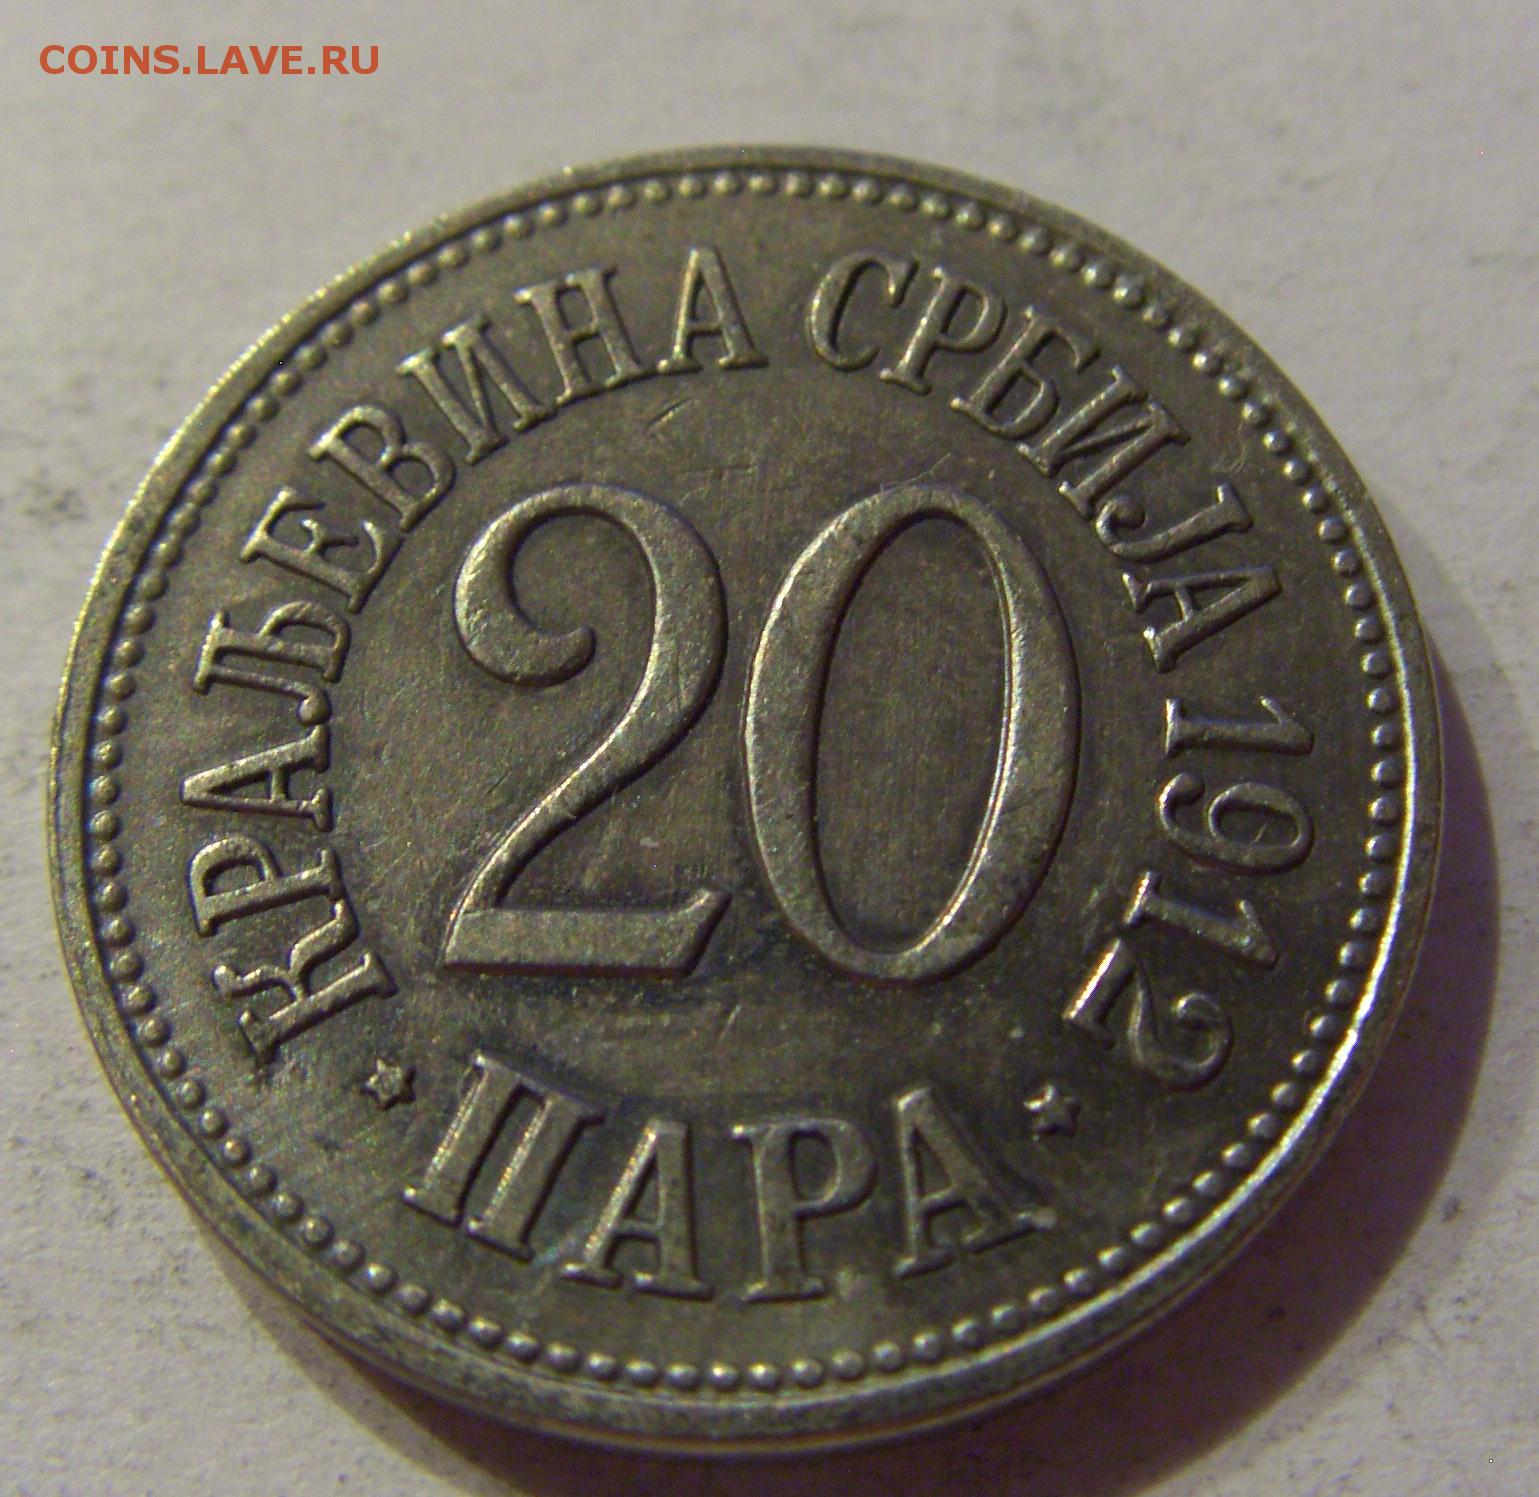 COINS.LAVE.RU
КРАЉЕВИНА СРБИЈА 1912
20
ПАРА